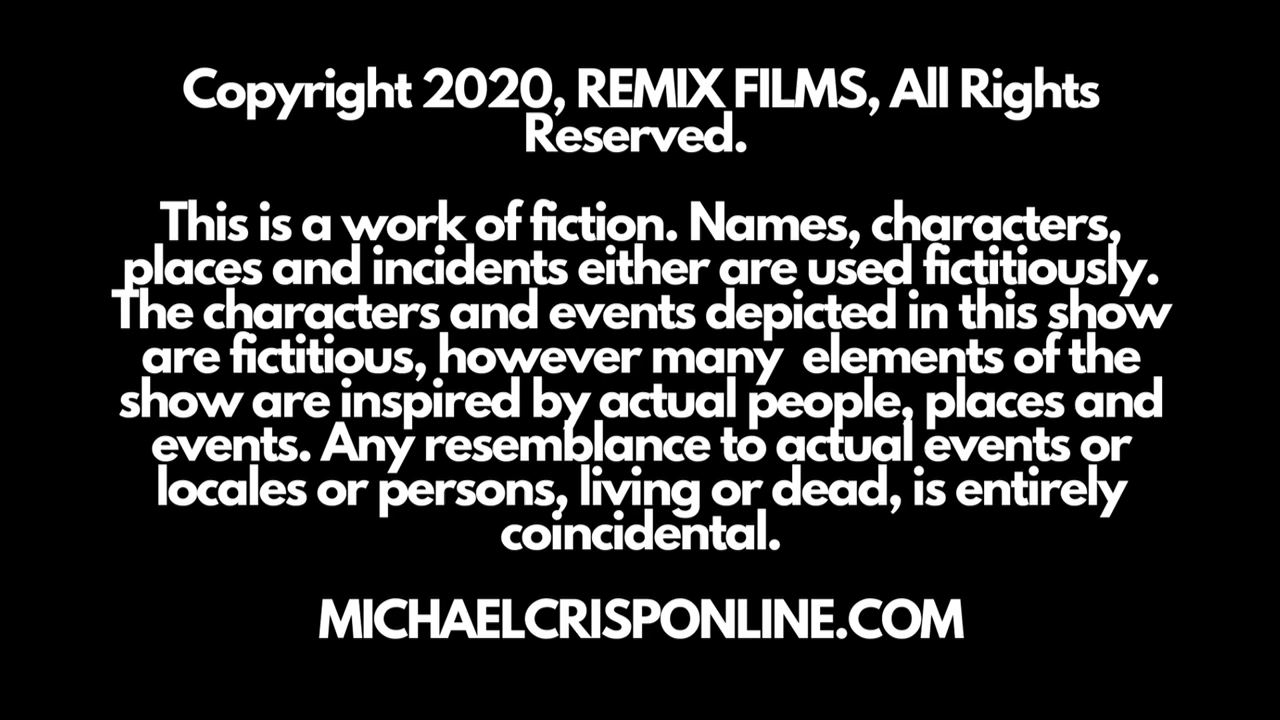 Copyright 2020, REMIX FILMS, All Rights
Reserved.
This is a work of fiction. Names, characters,
places and incidents either are used fictitiously.
The characters and events depicted in this show
are fictitious, however many elements of the
show are inspired by actual people, places and
events. Any resemblance to actual events or
locales or persons, living or dead, is entirely
coincidental.
MICHAELCRISPONLINE.COM